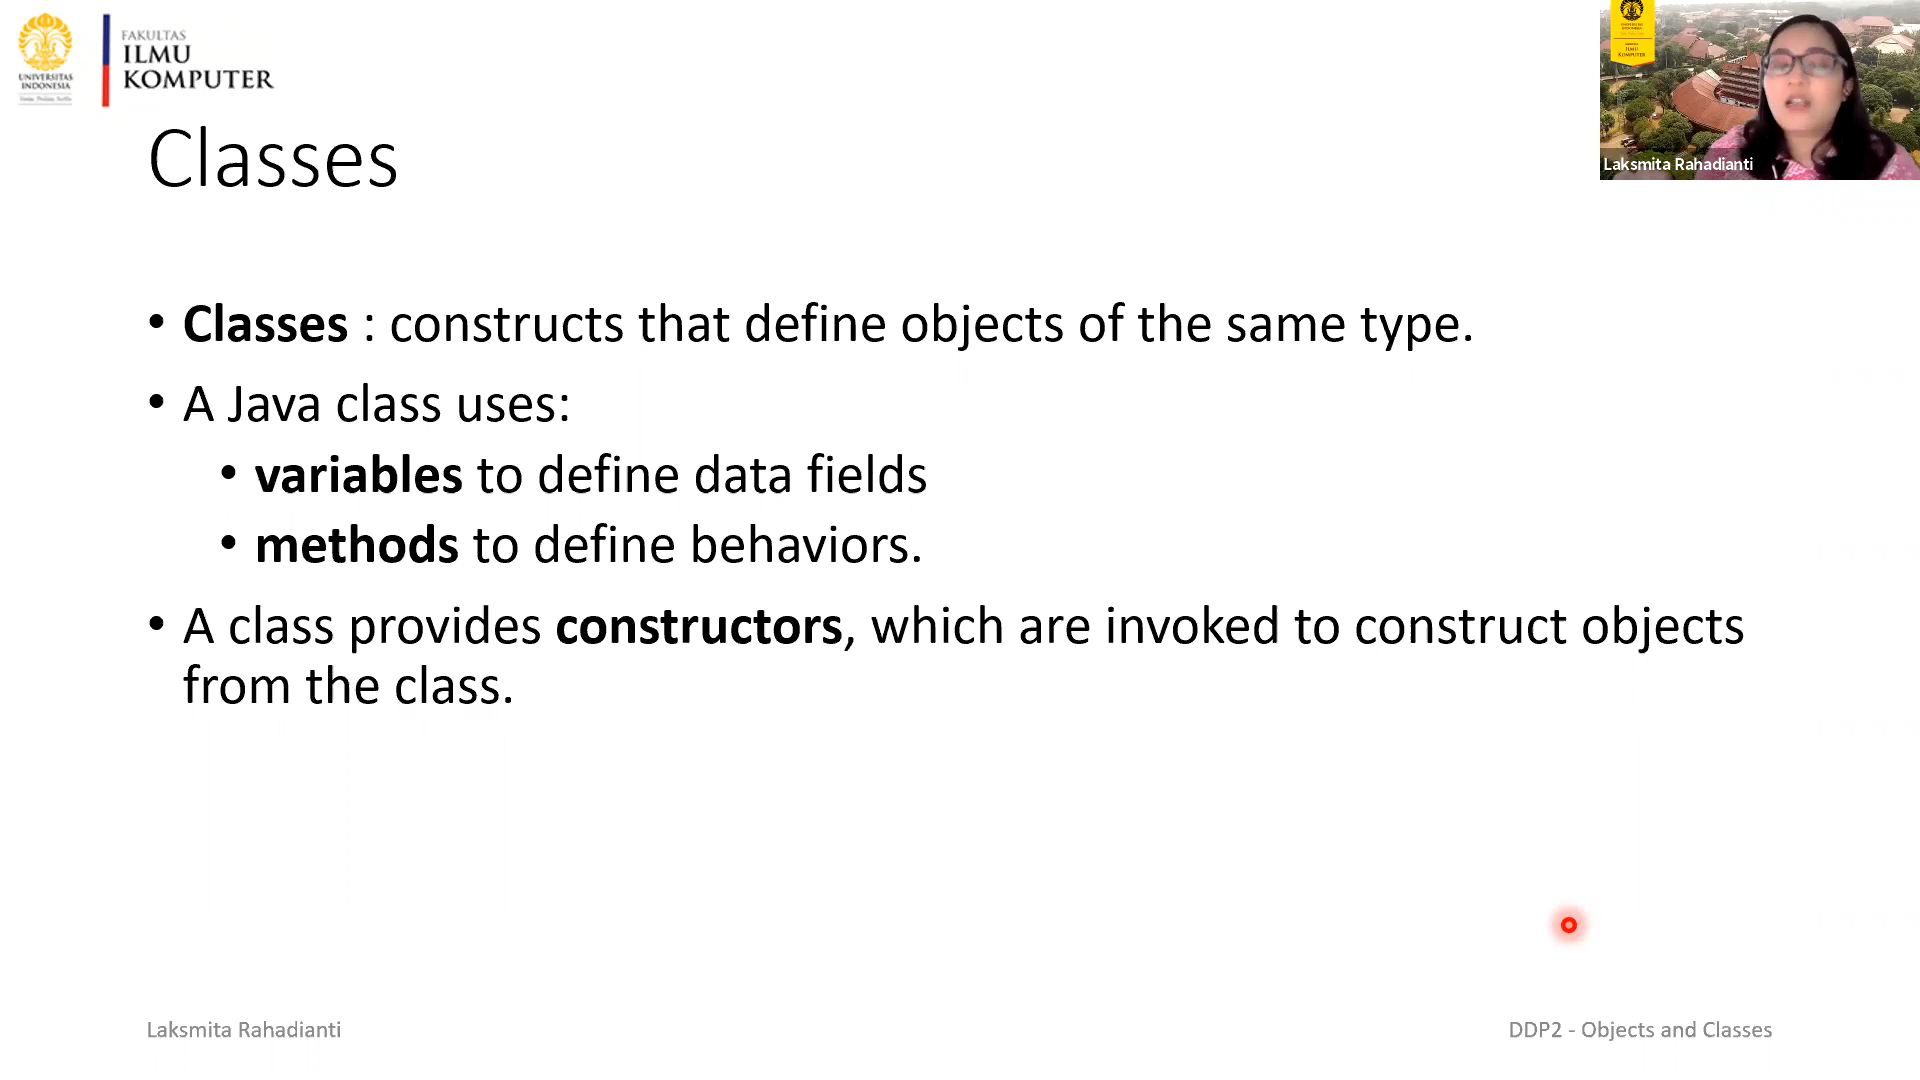 UNIVERSITAS
INDONESIA
FAKULTAS
ILMU
KOMPUTER
Laksmita Rahadianti
Classes
• Classes : constructs that define objects of the same type.
• A Java class uses:
• variables to define data fields
• methods to define behaviors.
• A class provides constructors, which are invoked to construct objects
from the class.
Laksmita Rahadianti
DDP2 - Objects and Classes